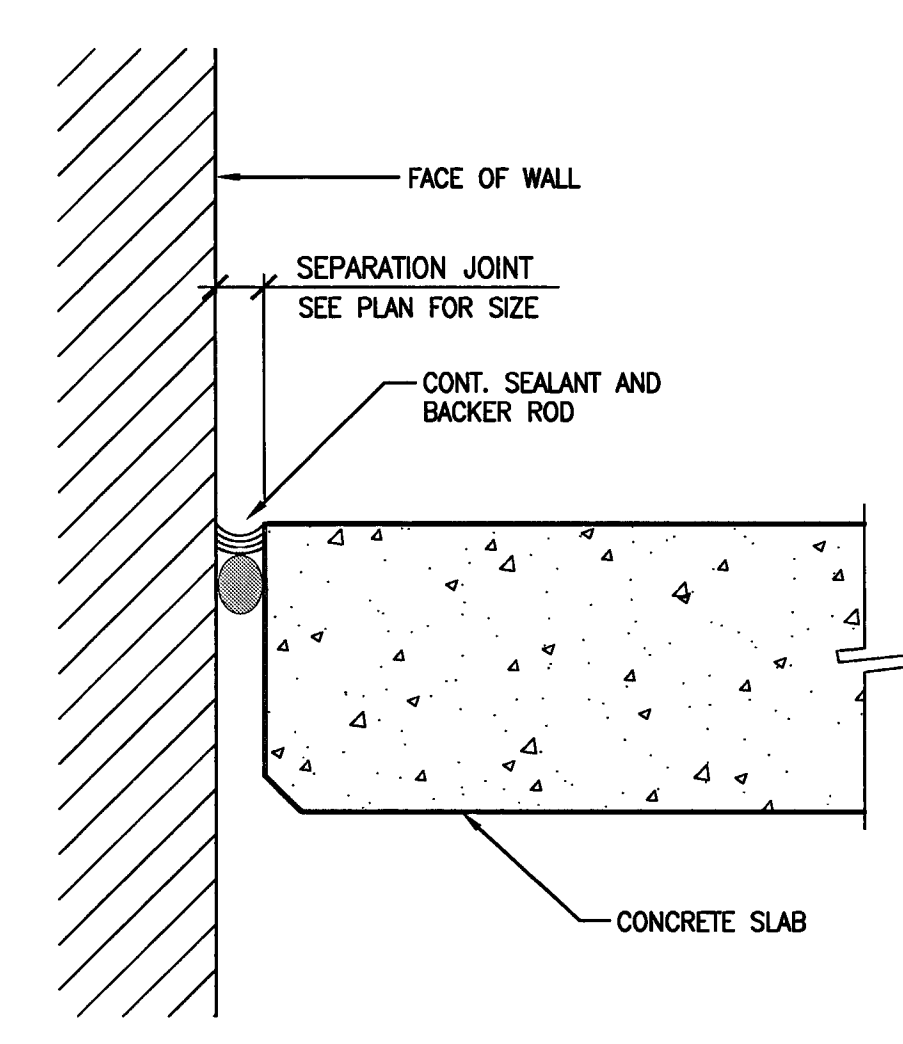 FACE OF WALL
SEPARATION JOINT
SEE PLAN FOR SIZE
CONT. SEALANT AND
BACKER ROD
CONCRETE SLAB